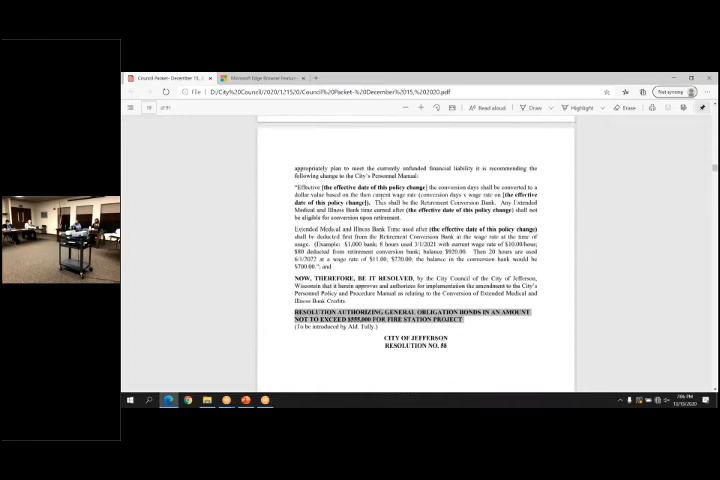 Council Packet- December 15, 2
Microsoft Edge Browser Featur
File | D:/City%20Council/2020/121520/Council%20Packet-%20December%2015,%202020.pdf
Not syncing
18 of 91
Read aloud | Draw | Highlight | Erase
appropriately plan to meet the currently unfunded financial liability it is recommending the
following change to the City's Personnel Manual:
"Effective [the effective date of this policy change] the conversion days shall be converted to a
dollar value based on the then current wage rate (conversion days x wage rate on [the effective
date of this policy change]). This shall be the Retirement Conversion Bank. Any Extended
Medical and Illness Bank time earned after (the effective date of this policy change) shall not
be eligible for conversion upon retirement.
Extended Medical and Illness Bank Time used after (the effective date of this policy change)
shall be deducted first from the Retirement Conversion Bank at the wage rate at the time of
usage. (Example: $1,000 bank; 8 hours used 3/1/2021 with current wage rate of $10.00/hour;
$80 deducted from retirement conversion bank; balance $920.00. Then 20 hours are used
6/1/2022 at a wage rate of $11.00; $220.00; the balance in the conversion bank would be
$700.00."; and
NOW, THEREFORE, BE IT RESOLVED, by the City Council of the City of Jefferson,
Wisconsin that it herein approves and authorizes for implementation the amendment to the City's
Personnel Policy and Procedure Manual as relating to the Conversion of Extended Medical and
Illness Bank Credits.
RESOLUTION AUTHORIZING GENERAL OBLIGATION BONDS IN AN AMOUNT
NOT TO EXCEED $555,000 FOR FIRE STATION PROJECT
(To be introduced by Ald. Tully.)
CITY OF JEFFERSON
RESOLUTION NO. 88
7:06 PM
12/15/2020